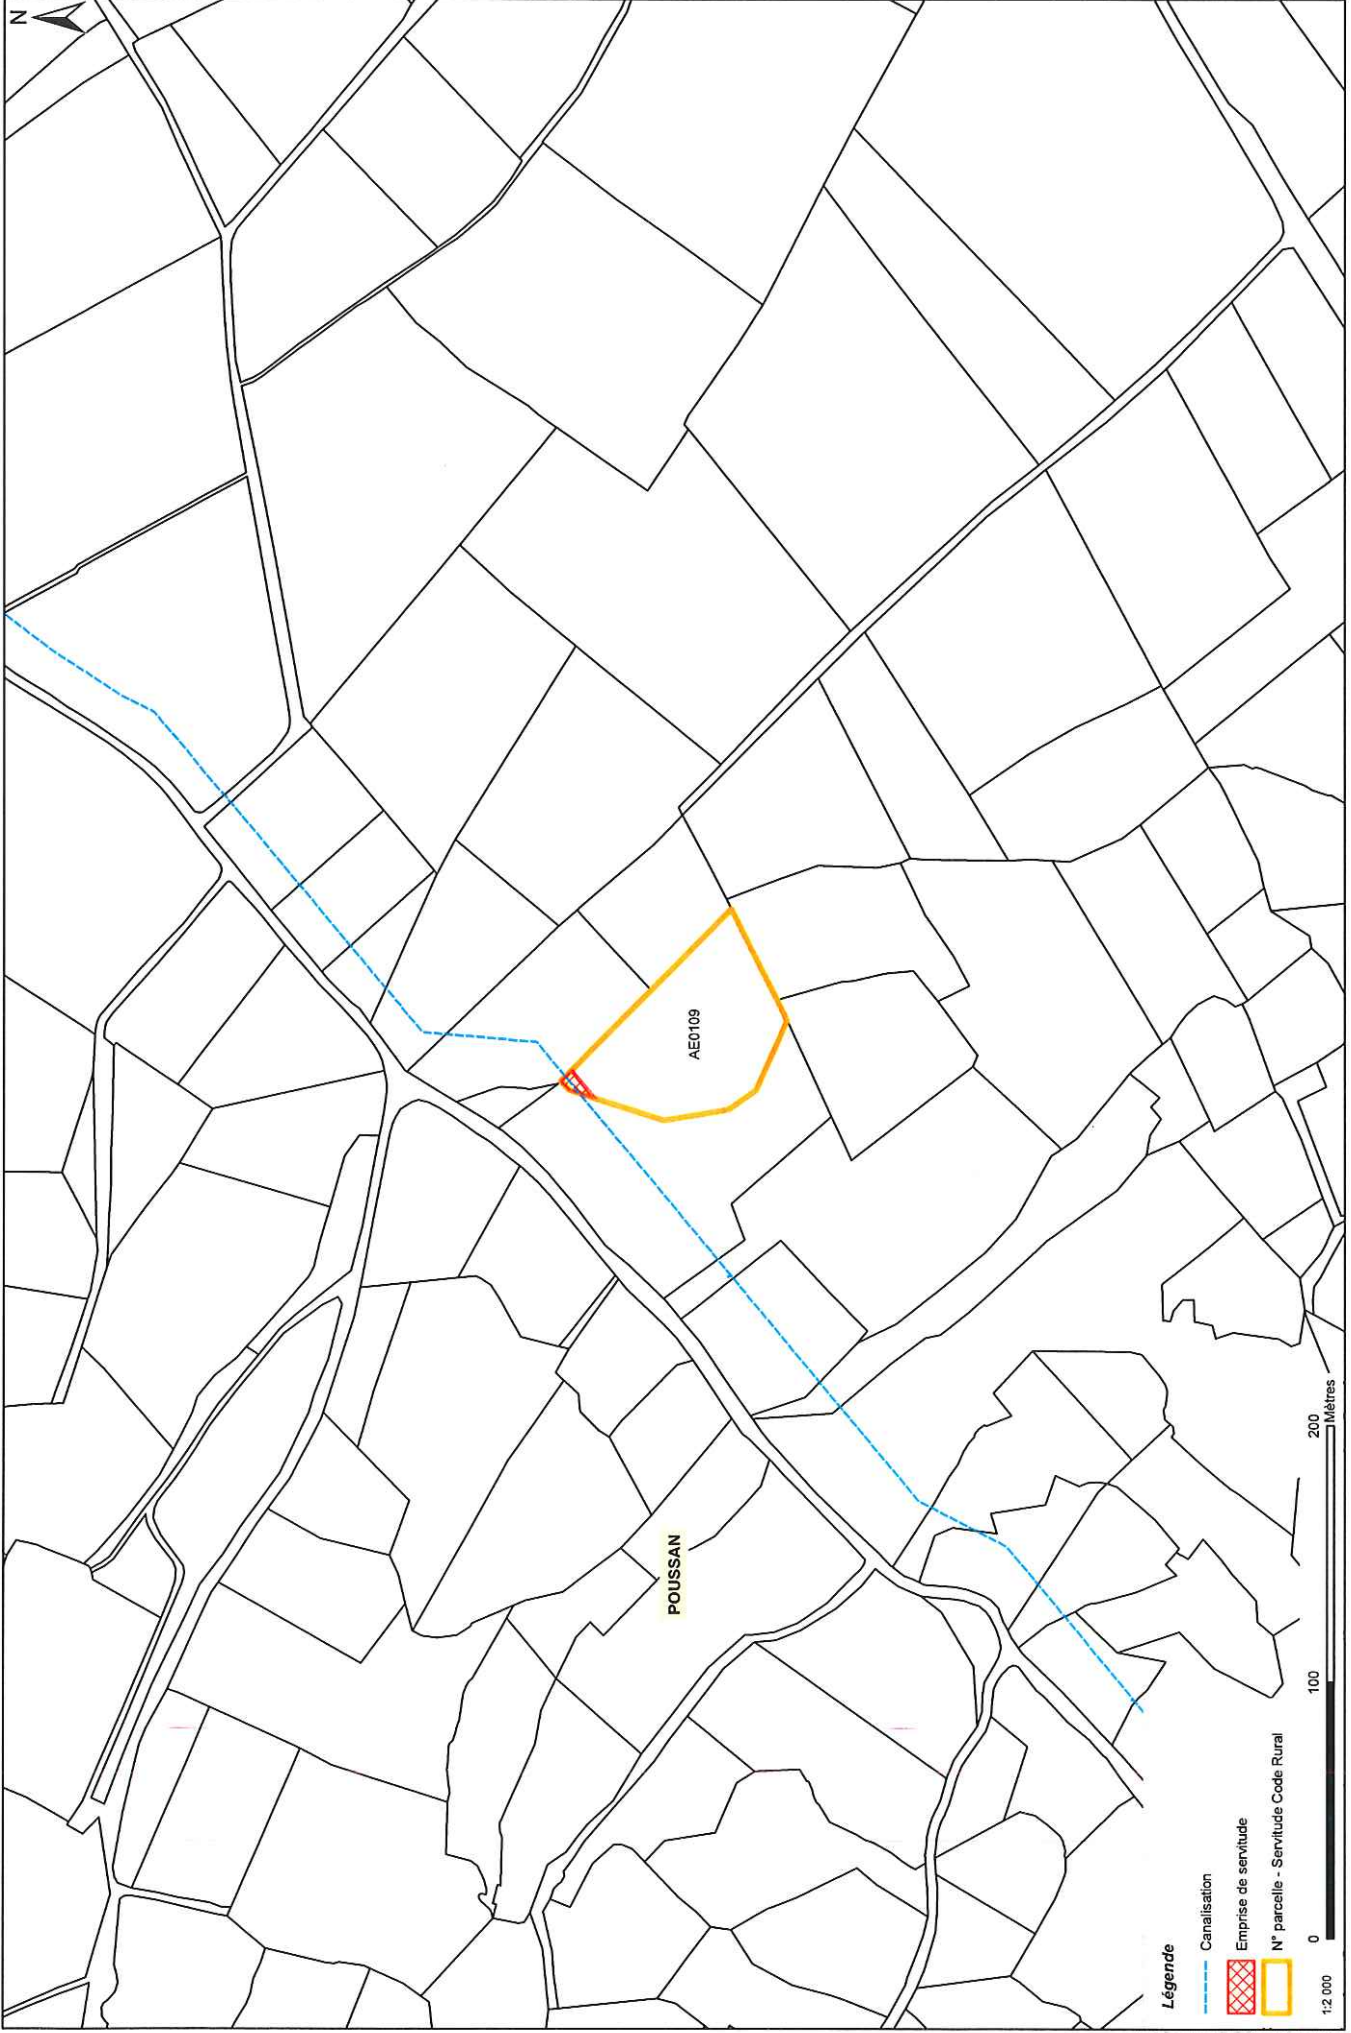 N
AE0109
POUSSAN
Légende
Canalisation
Emprise de servitude
N° parcelle - Servitude Code Rural
1:2 000
0 100 200
Mètres